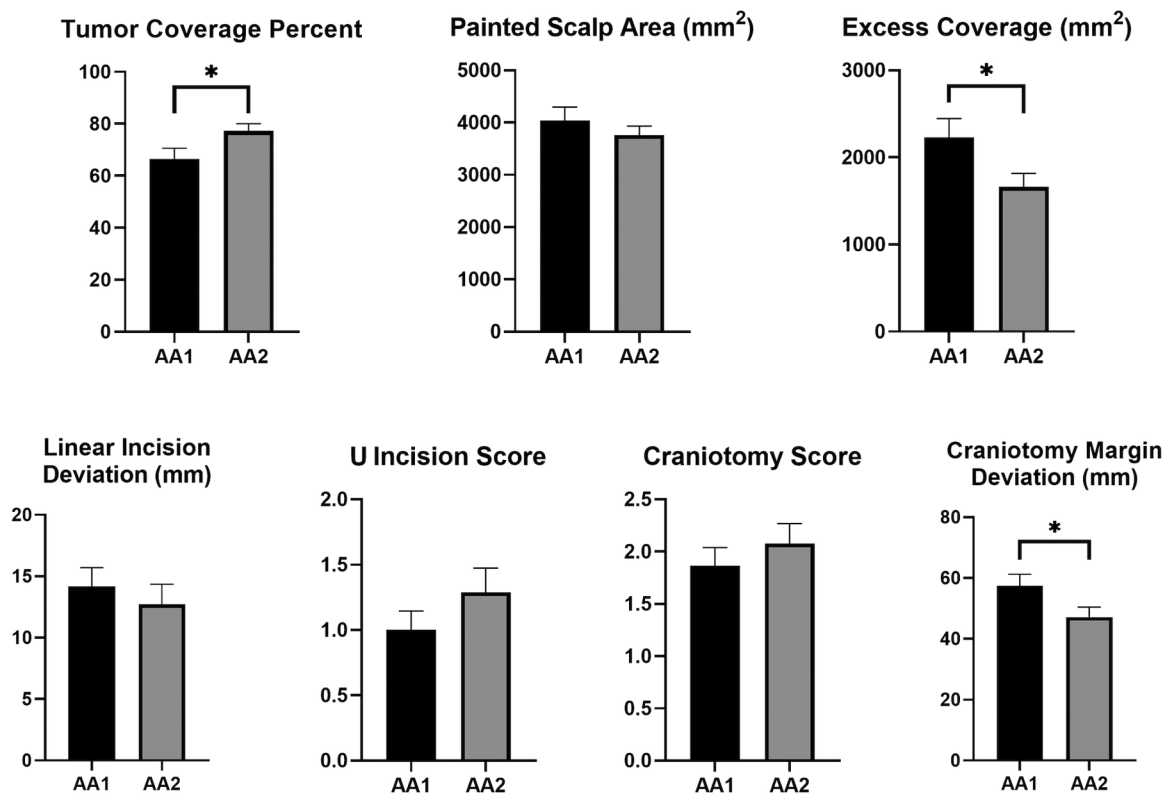 Tumor Coverage Percent
100
80
60
40
20
0
*
AA1 AA2
Painted Scalp Area (mm²)
5000
4000
3000
2000
1000
0
AA1 AA2
Excess Coverage (mm²)
3000
2000
1000
0
*
AA1 AA2
Linear Incision
Deviation (mm)
20
15
10
5
0
AA1 AA2
U Incision Score
2.0
1.5
1.0
0.5
0.0
AA1 AA2
Craniotomy Score
2.5
2.0
1.5
1.0
0.5
0.0
AA1 AA2
Craniotomy Margin
Deviation (mm)
80
60
40
20
0
*
AA1 AA2